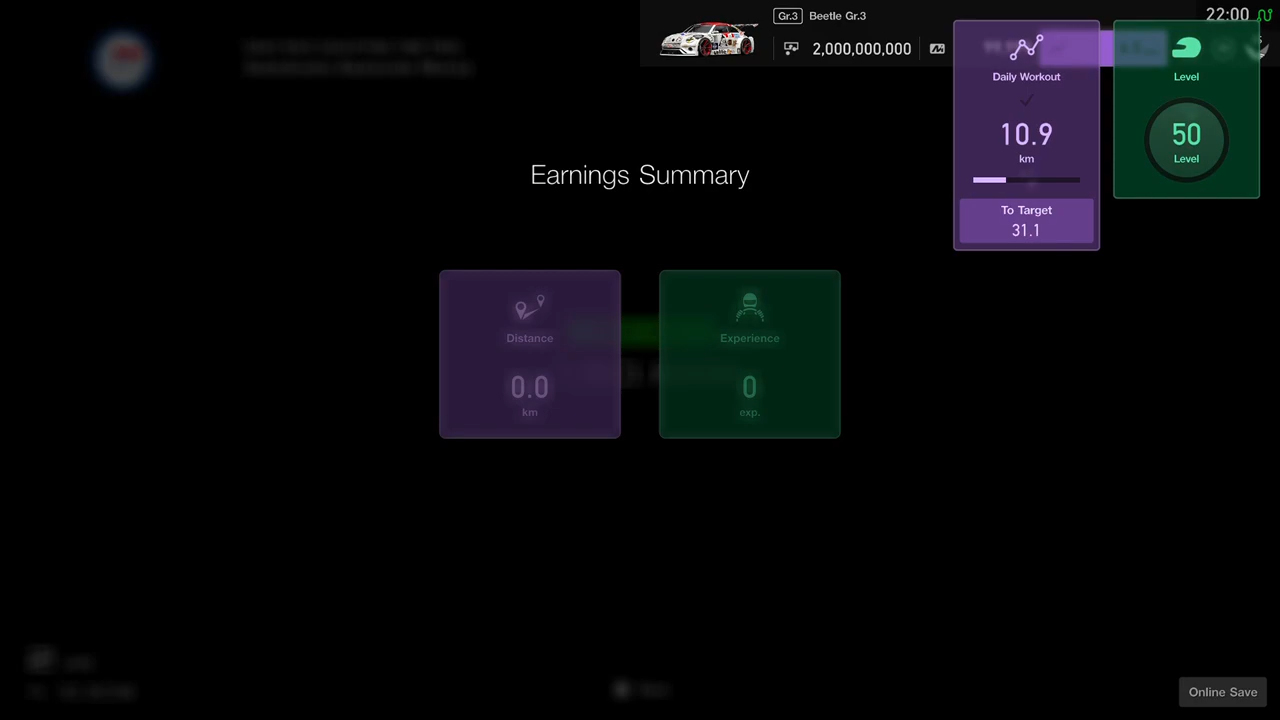 Gr.3 Beetle Gr.3
2,000,000,000
22:00
Daily Workout
10.9
km
To Target
31.1
Level
50
Level
Earnings Summary
Distance
0.0
km
Experience
0
exp.
Online Save